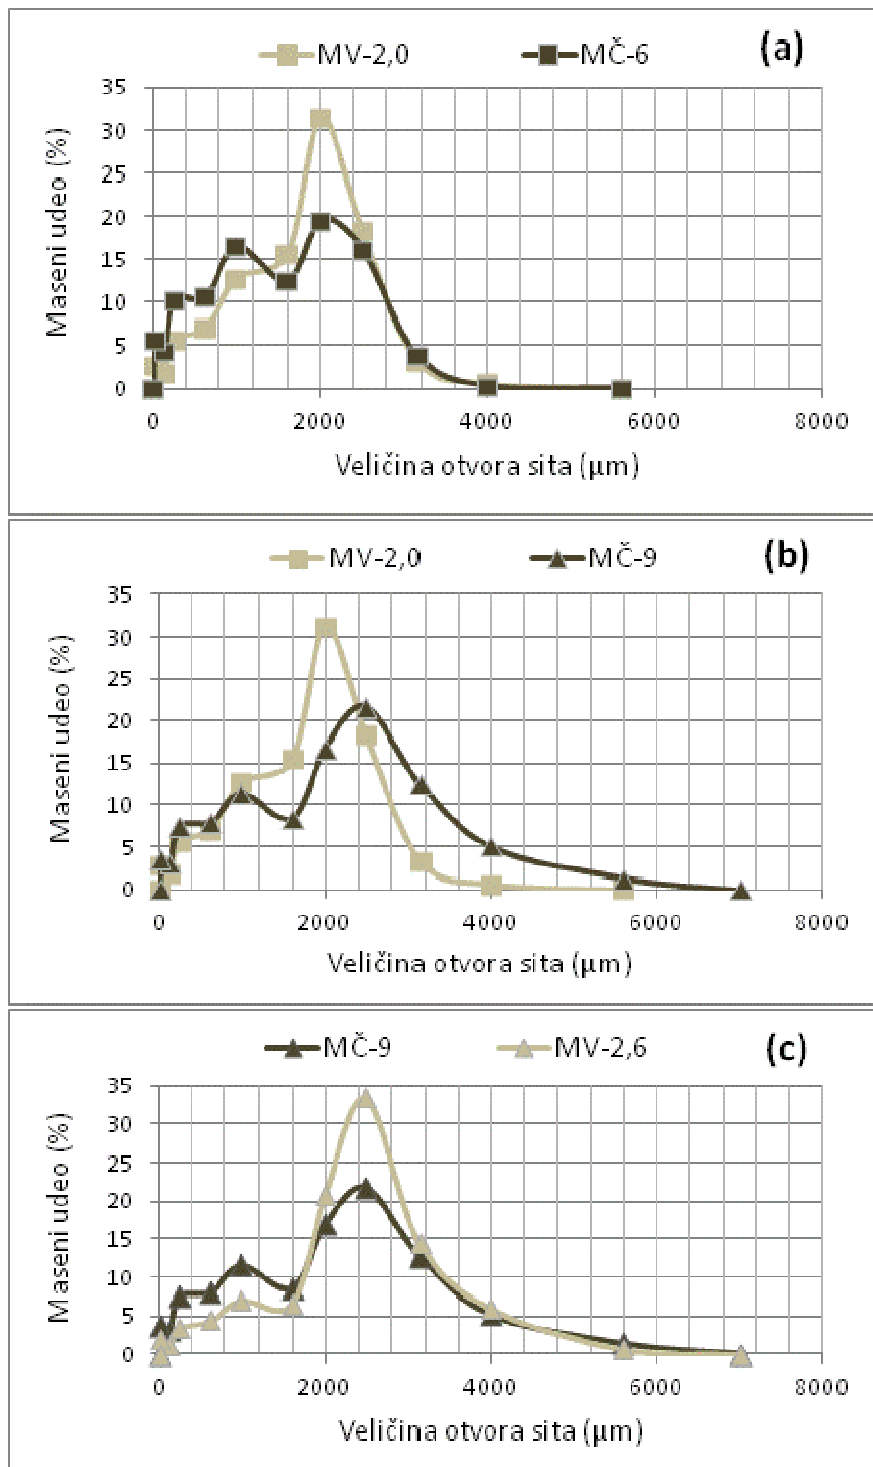 MV-2,0 MČ-6 (a)
35
30
25
20
15
10
5
0
Maseni udeo (%)
0 2000 4000 6000 8000
Veličina otvora sita (µm)
MV-2,0 MČ-9 (b)
35
30
25
20
15
10
5
0
Maseni udeo (%)
0 2000 4000 6000 8000
Veličina otvora sita (µm)
MČ-9 MV-2,6 (c)
35
30
25
20
15
10
5
0
Maseni udeo (%)
0 2000 4000 6000 8000
Veličina otvora sita (µm)